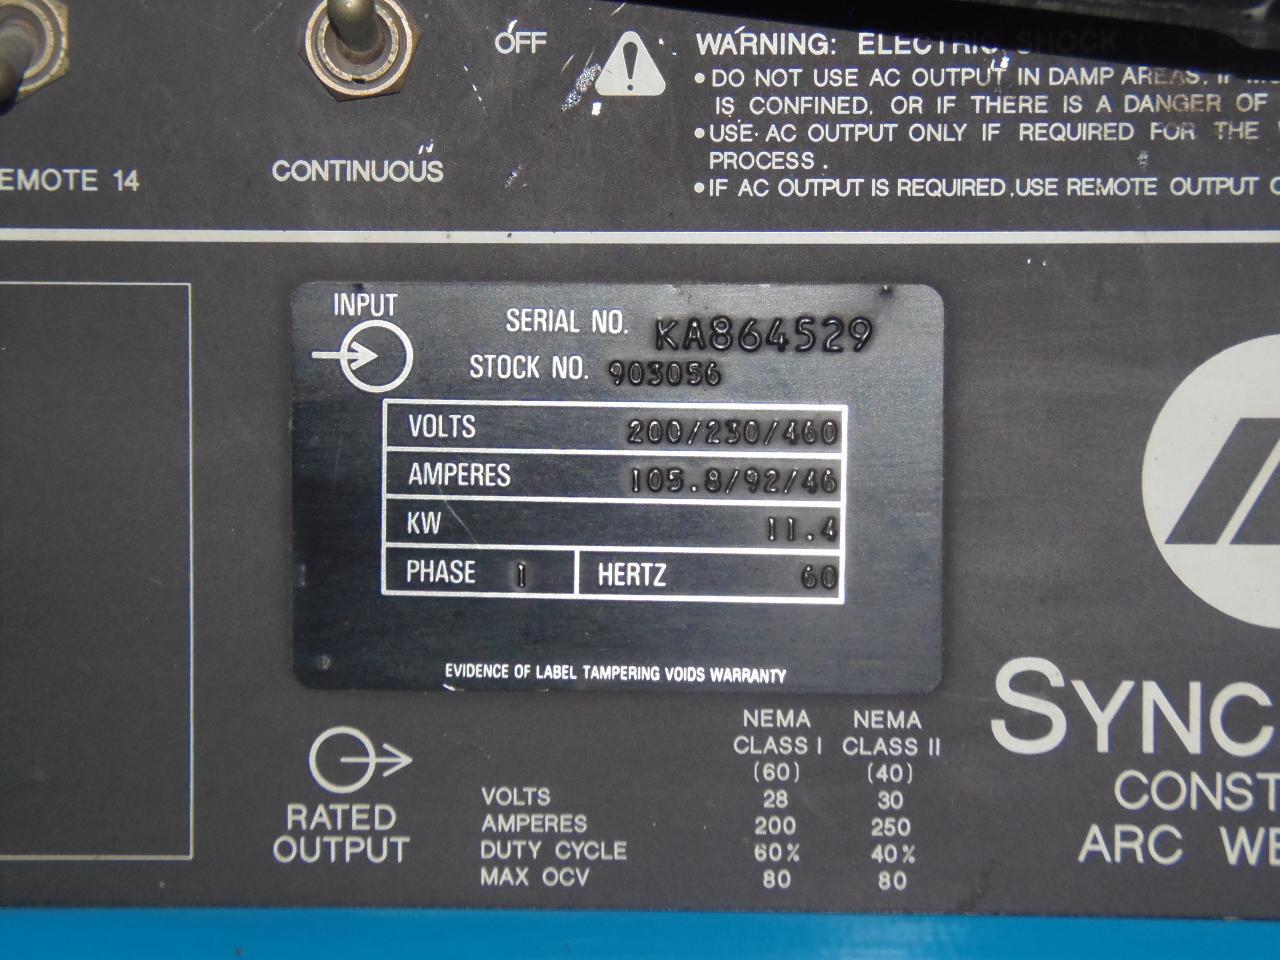 OFF
WARNING: ELECTRIC SHOCK
• DO NOT USE AC OUTPUT IN DAMP AREAS, IF
IS CONFINED, OR IF THERE IS A DANGER OF
• USE AC OUTPUT ONLY IF REQUIRED FOR THE
PROCESS.
• IF AC OUTPUT IS REQUIRED, USE REMOTE OUTPUT
EMOTE 14
CONTINUOUS
INPUT
SERIAL NO. KA864529
STOCK NO. 903056
VOLTS 200/230/460
AMPERES 105.8/92/46
KW 11.4
PHASE 1 HERTZ 60
EVIDENCE OF LABEL TAMPERING VOIDS WARRANTY
RATED
OUTPUT
NEMA NEMA
CLASS I CLASS II
(60) (40)
VOLTS 28 30
AMPERES 200 250
DUTY CYCLE 60% 40%
MAX OCV 80 80
SYNC
CONST
ARC WE